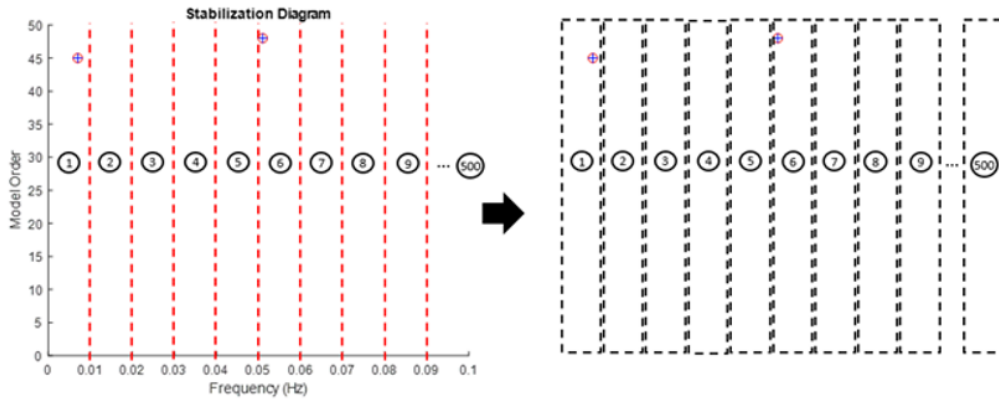 Stabilization Diagram
50
45
40
35
30
25
20
15
10
5
0
Model Order
1 2 3 4 5 6 7 8 9 ... 500
0 0.01 0.02 0.03 0.04 0.05 0.06 0.07 0.08 0.09 0.1
Frequency (Hz)
1 2 3 4 5 6 7 8 9 ... 500